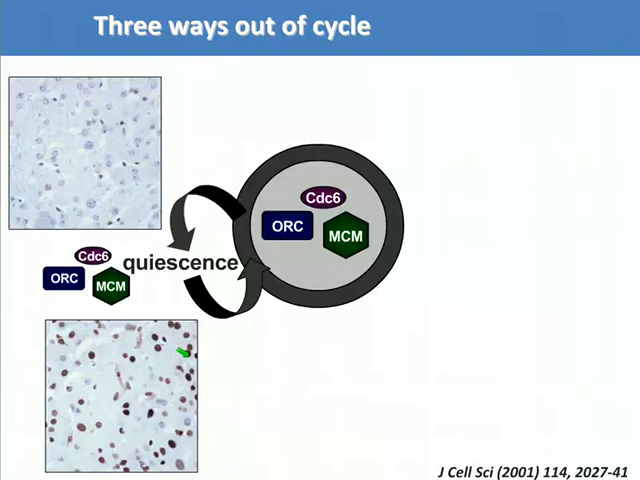 Three ways out of cycle
Cdc6
ORC
MCM
quiescence
Cdc6
ORC
MCM
J Cell Sci (2001) 114, 2027-41